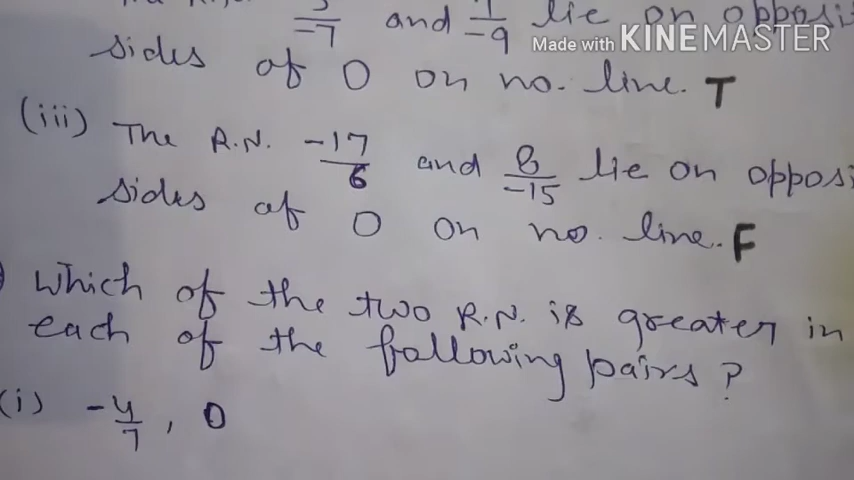 -7 and 1/-9 lie on opposi
Made with KINEMASTER
sides of 0 on no. line. T
(iii) The R.N. -17/6 and 8/-15 lie on oppos
sides of 0 on no. line. F
Which of the two R.N. is greater in
each of the following pairs?
(i) -4/7, 0